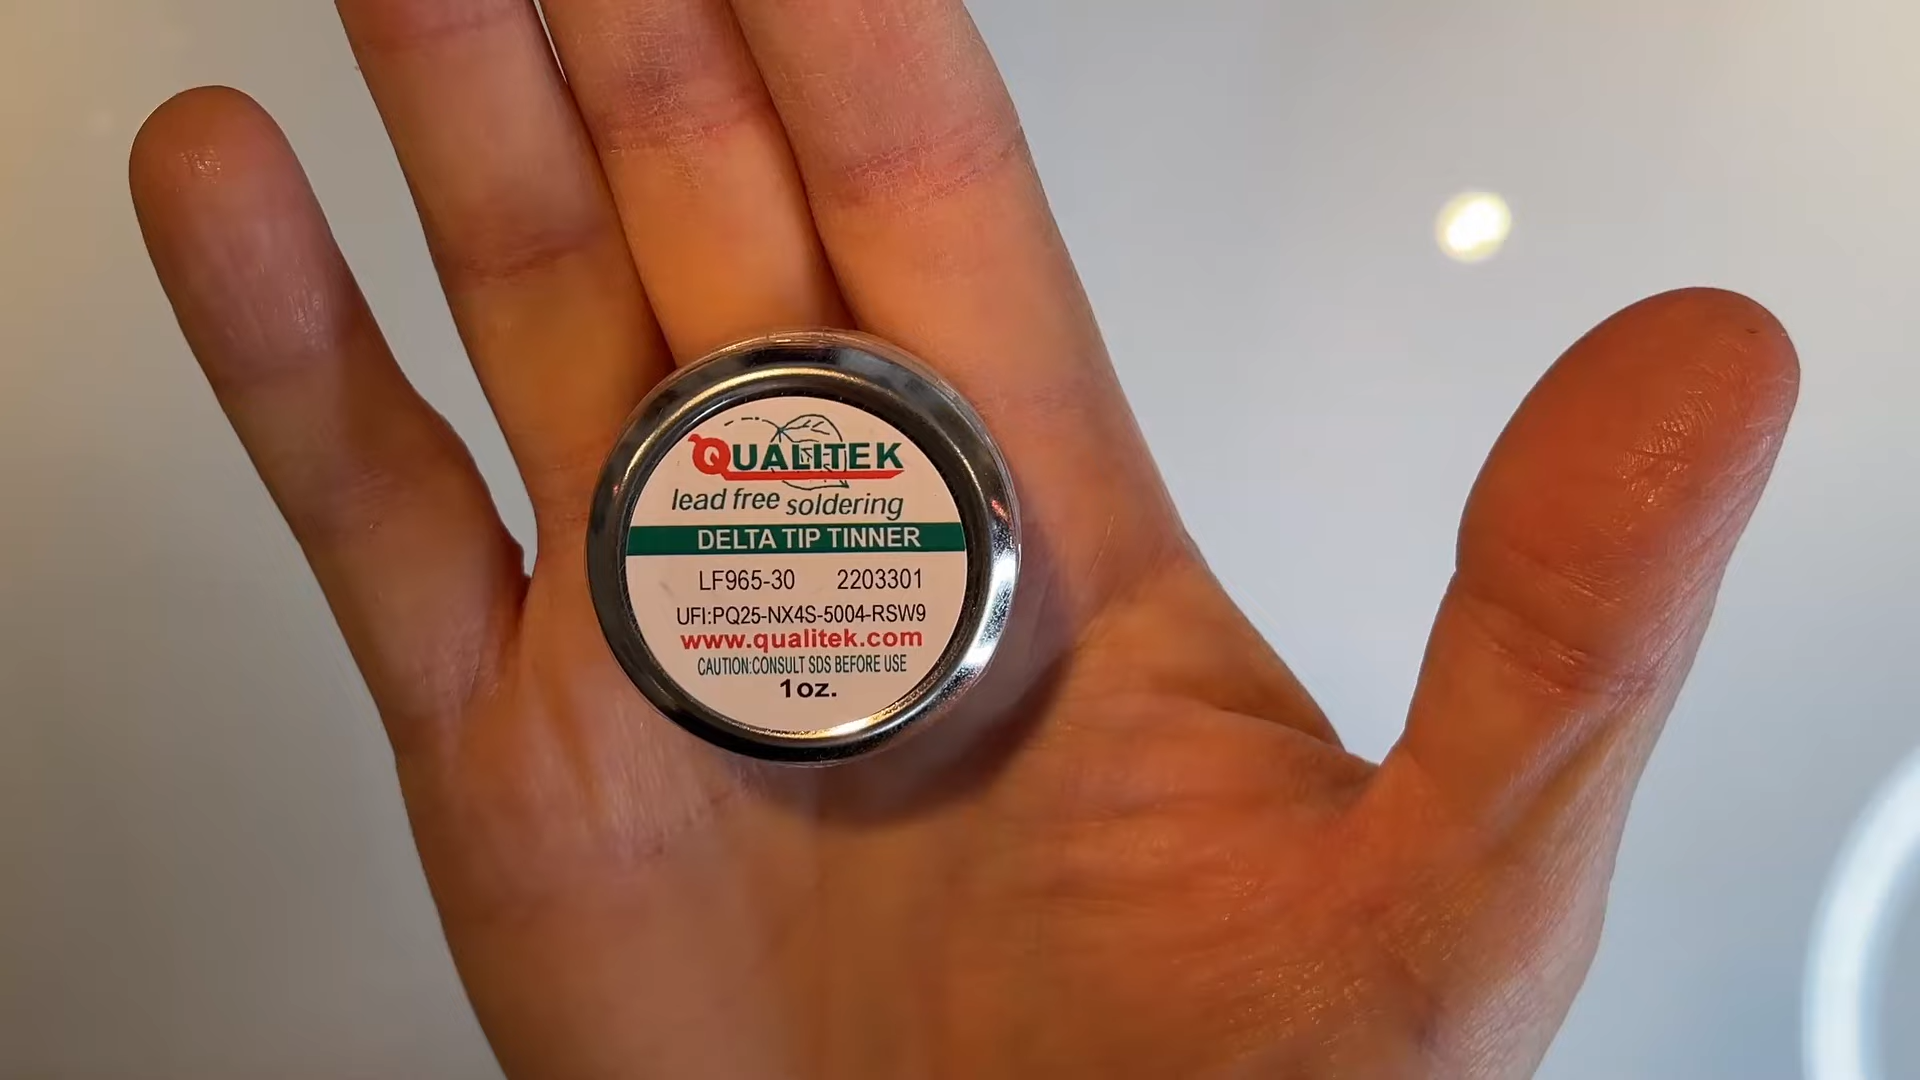 QUALITEK
lead free soldering
DELTA TIP TINNER
LF965-30 2203301
UFI:PQ25-NX4S-5004-RSW9
www.qualitek.com
CAUTION:CONSULT SDS BEFORE USE
1oz.